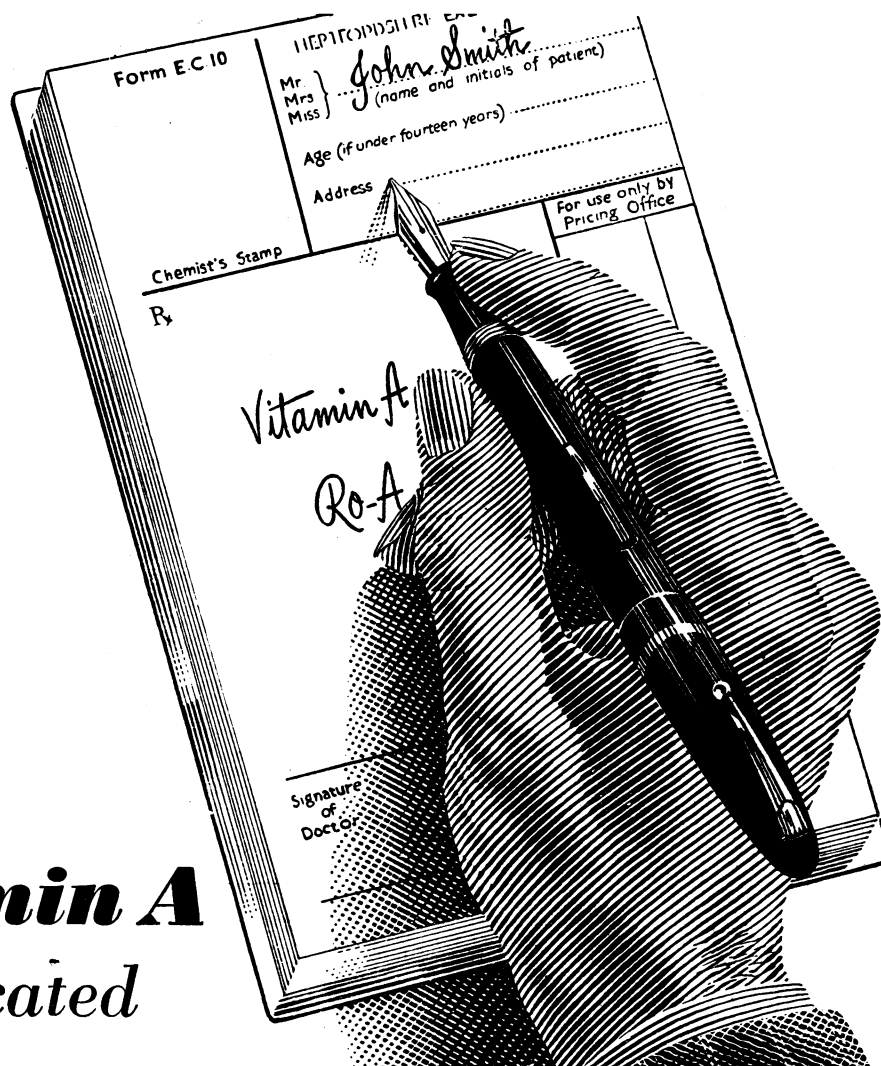 Form E.C.10
Mr.
Mrs
Miss
John Smith
(name and initials of patient)
Age (if under fourteen years)
Address
For use only by
Pricing Office
Chemist's Stamp
R̶x
Vitamin A
Ro-A
Signature
of
Doctor
min A
cated